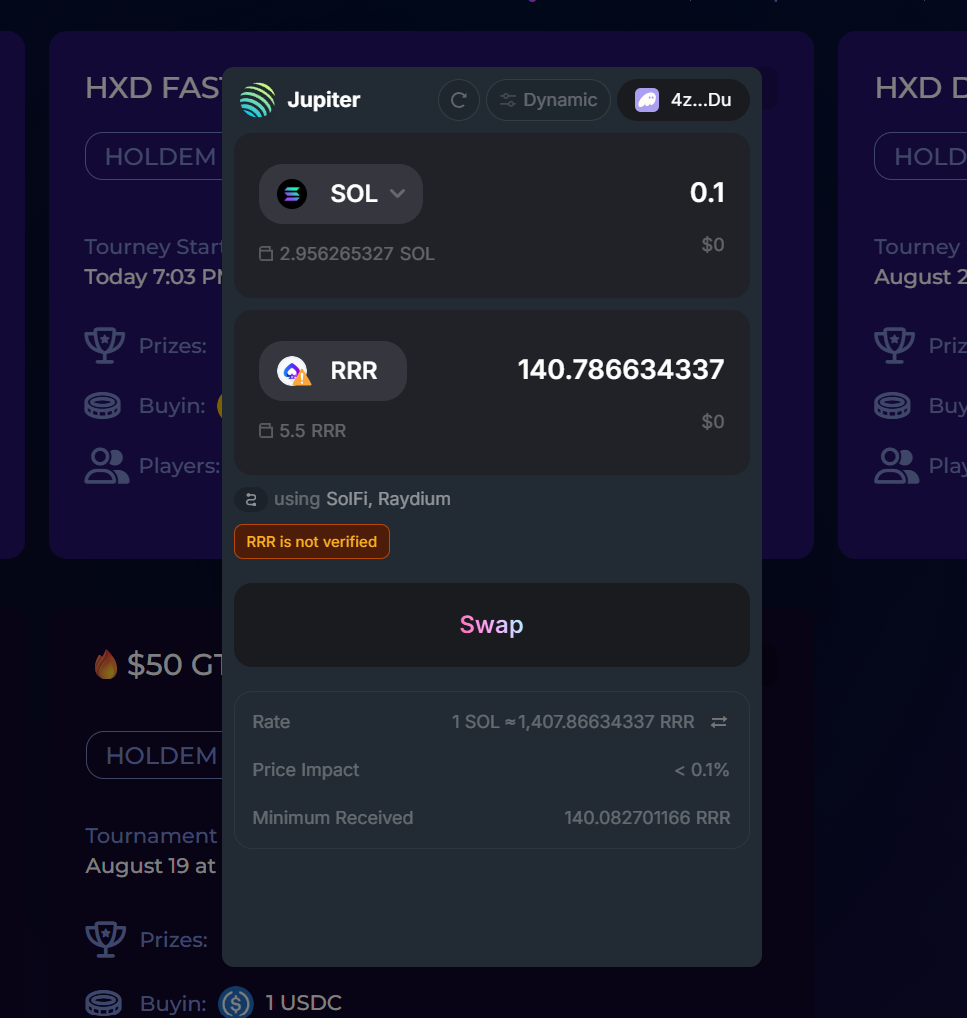 HXD FAST
HXD D
HOLDEM
HOLD
Tourney Start
Today 7:03 PM
Tourney
August 2
Prizes:
Buyin:
Players:
Priz
Buy
Play
Jupiter
Dynamic
4z...Du
SOL
0.1
2.956265327 SOL
$0
RRR
140.786634337
5.5 RRR
$0
using SolFi, Raydium
RRR is not verified
Swap
Rate
1 SOL ≈ 1,407.86634337 RRR
Price Impact
< 0.1%
Minimum Received
140.082701166 RRR
$50 GT
HOLDEM
Tournament
August 19 at
Prizes:
Buyin:
1 USDC